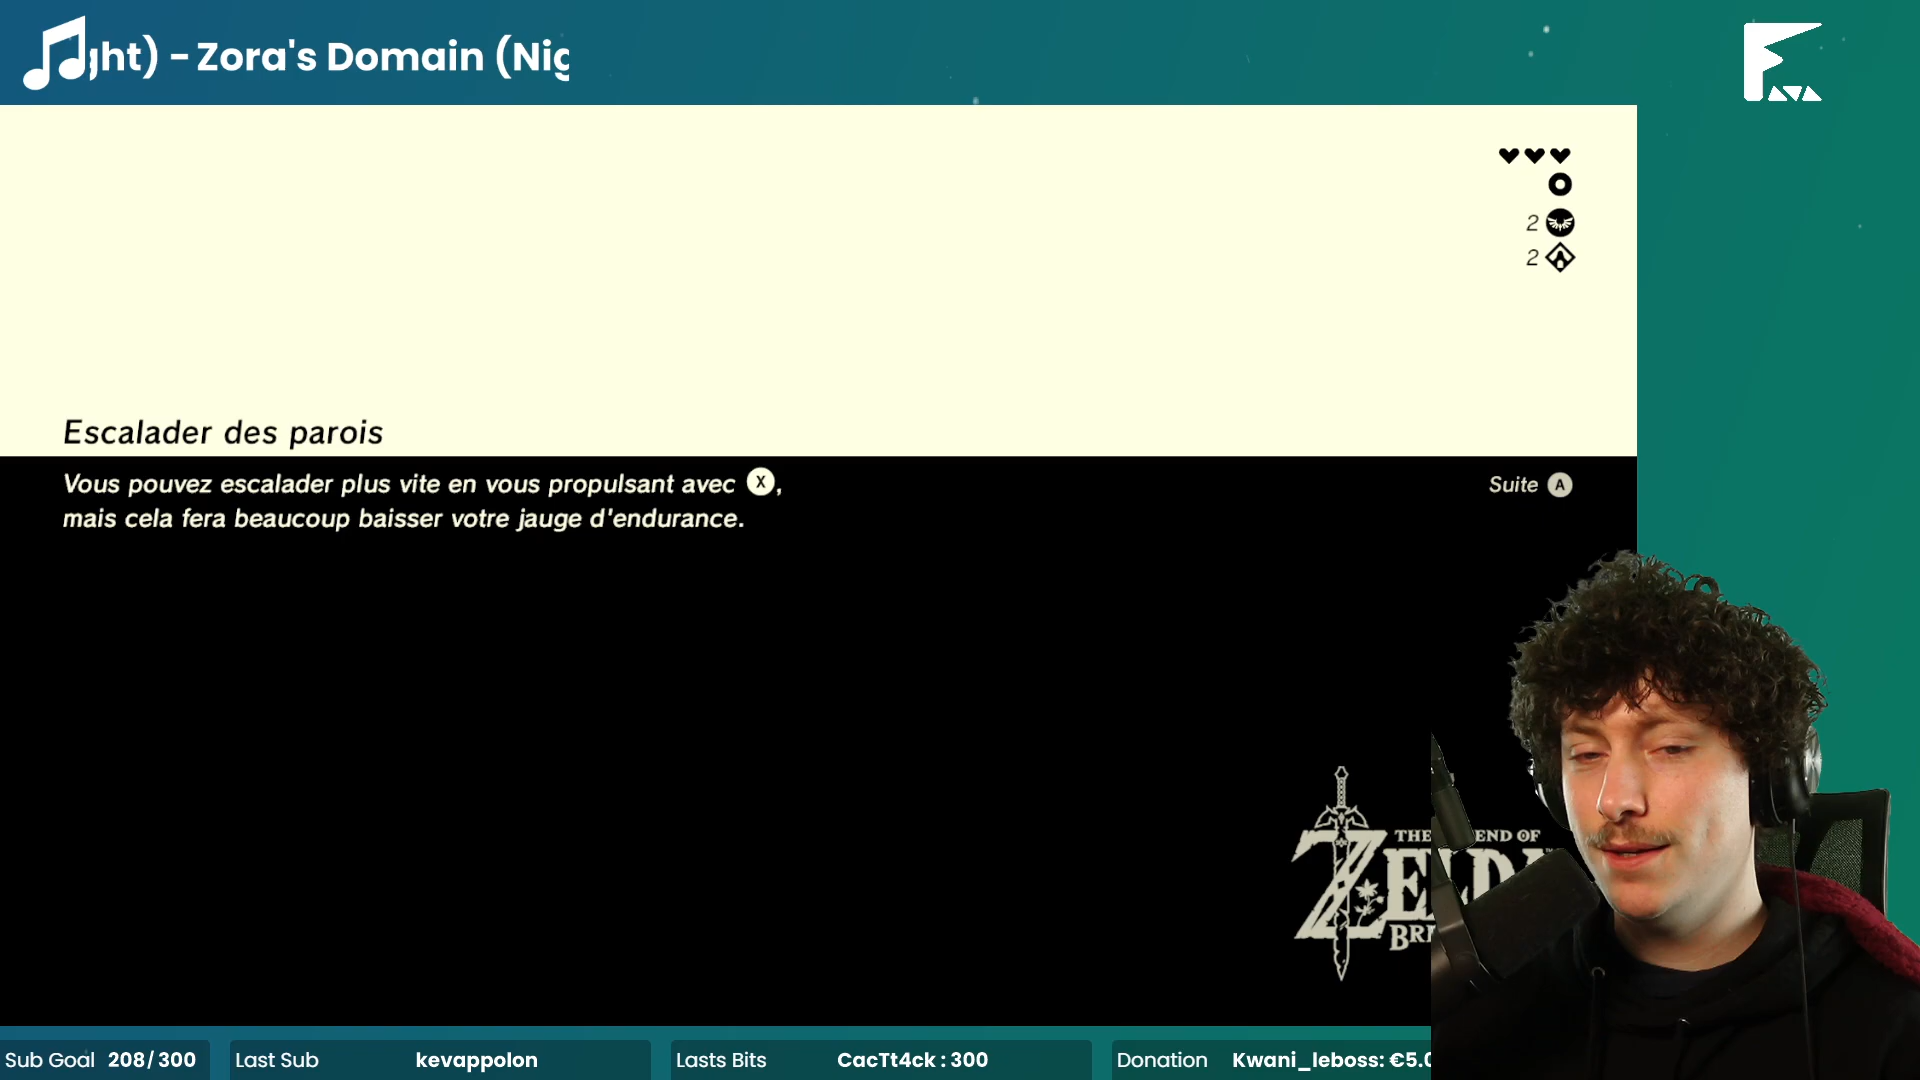 ght) - Zora's Domain (Nig
2
2
Escalader des parois
Vous pouvez escalader plus vite en vous propulsant avec X,
mais cela fera beaucoup baisser votre jauge d'endurance.
Suite A
THE END OF
ZELDA
BR
Sub Goal 208/300
Last Sub kevappolon
Lasts Bits CacTt4ck : 300
Donation Kwani_leboss: €5.0